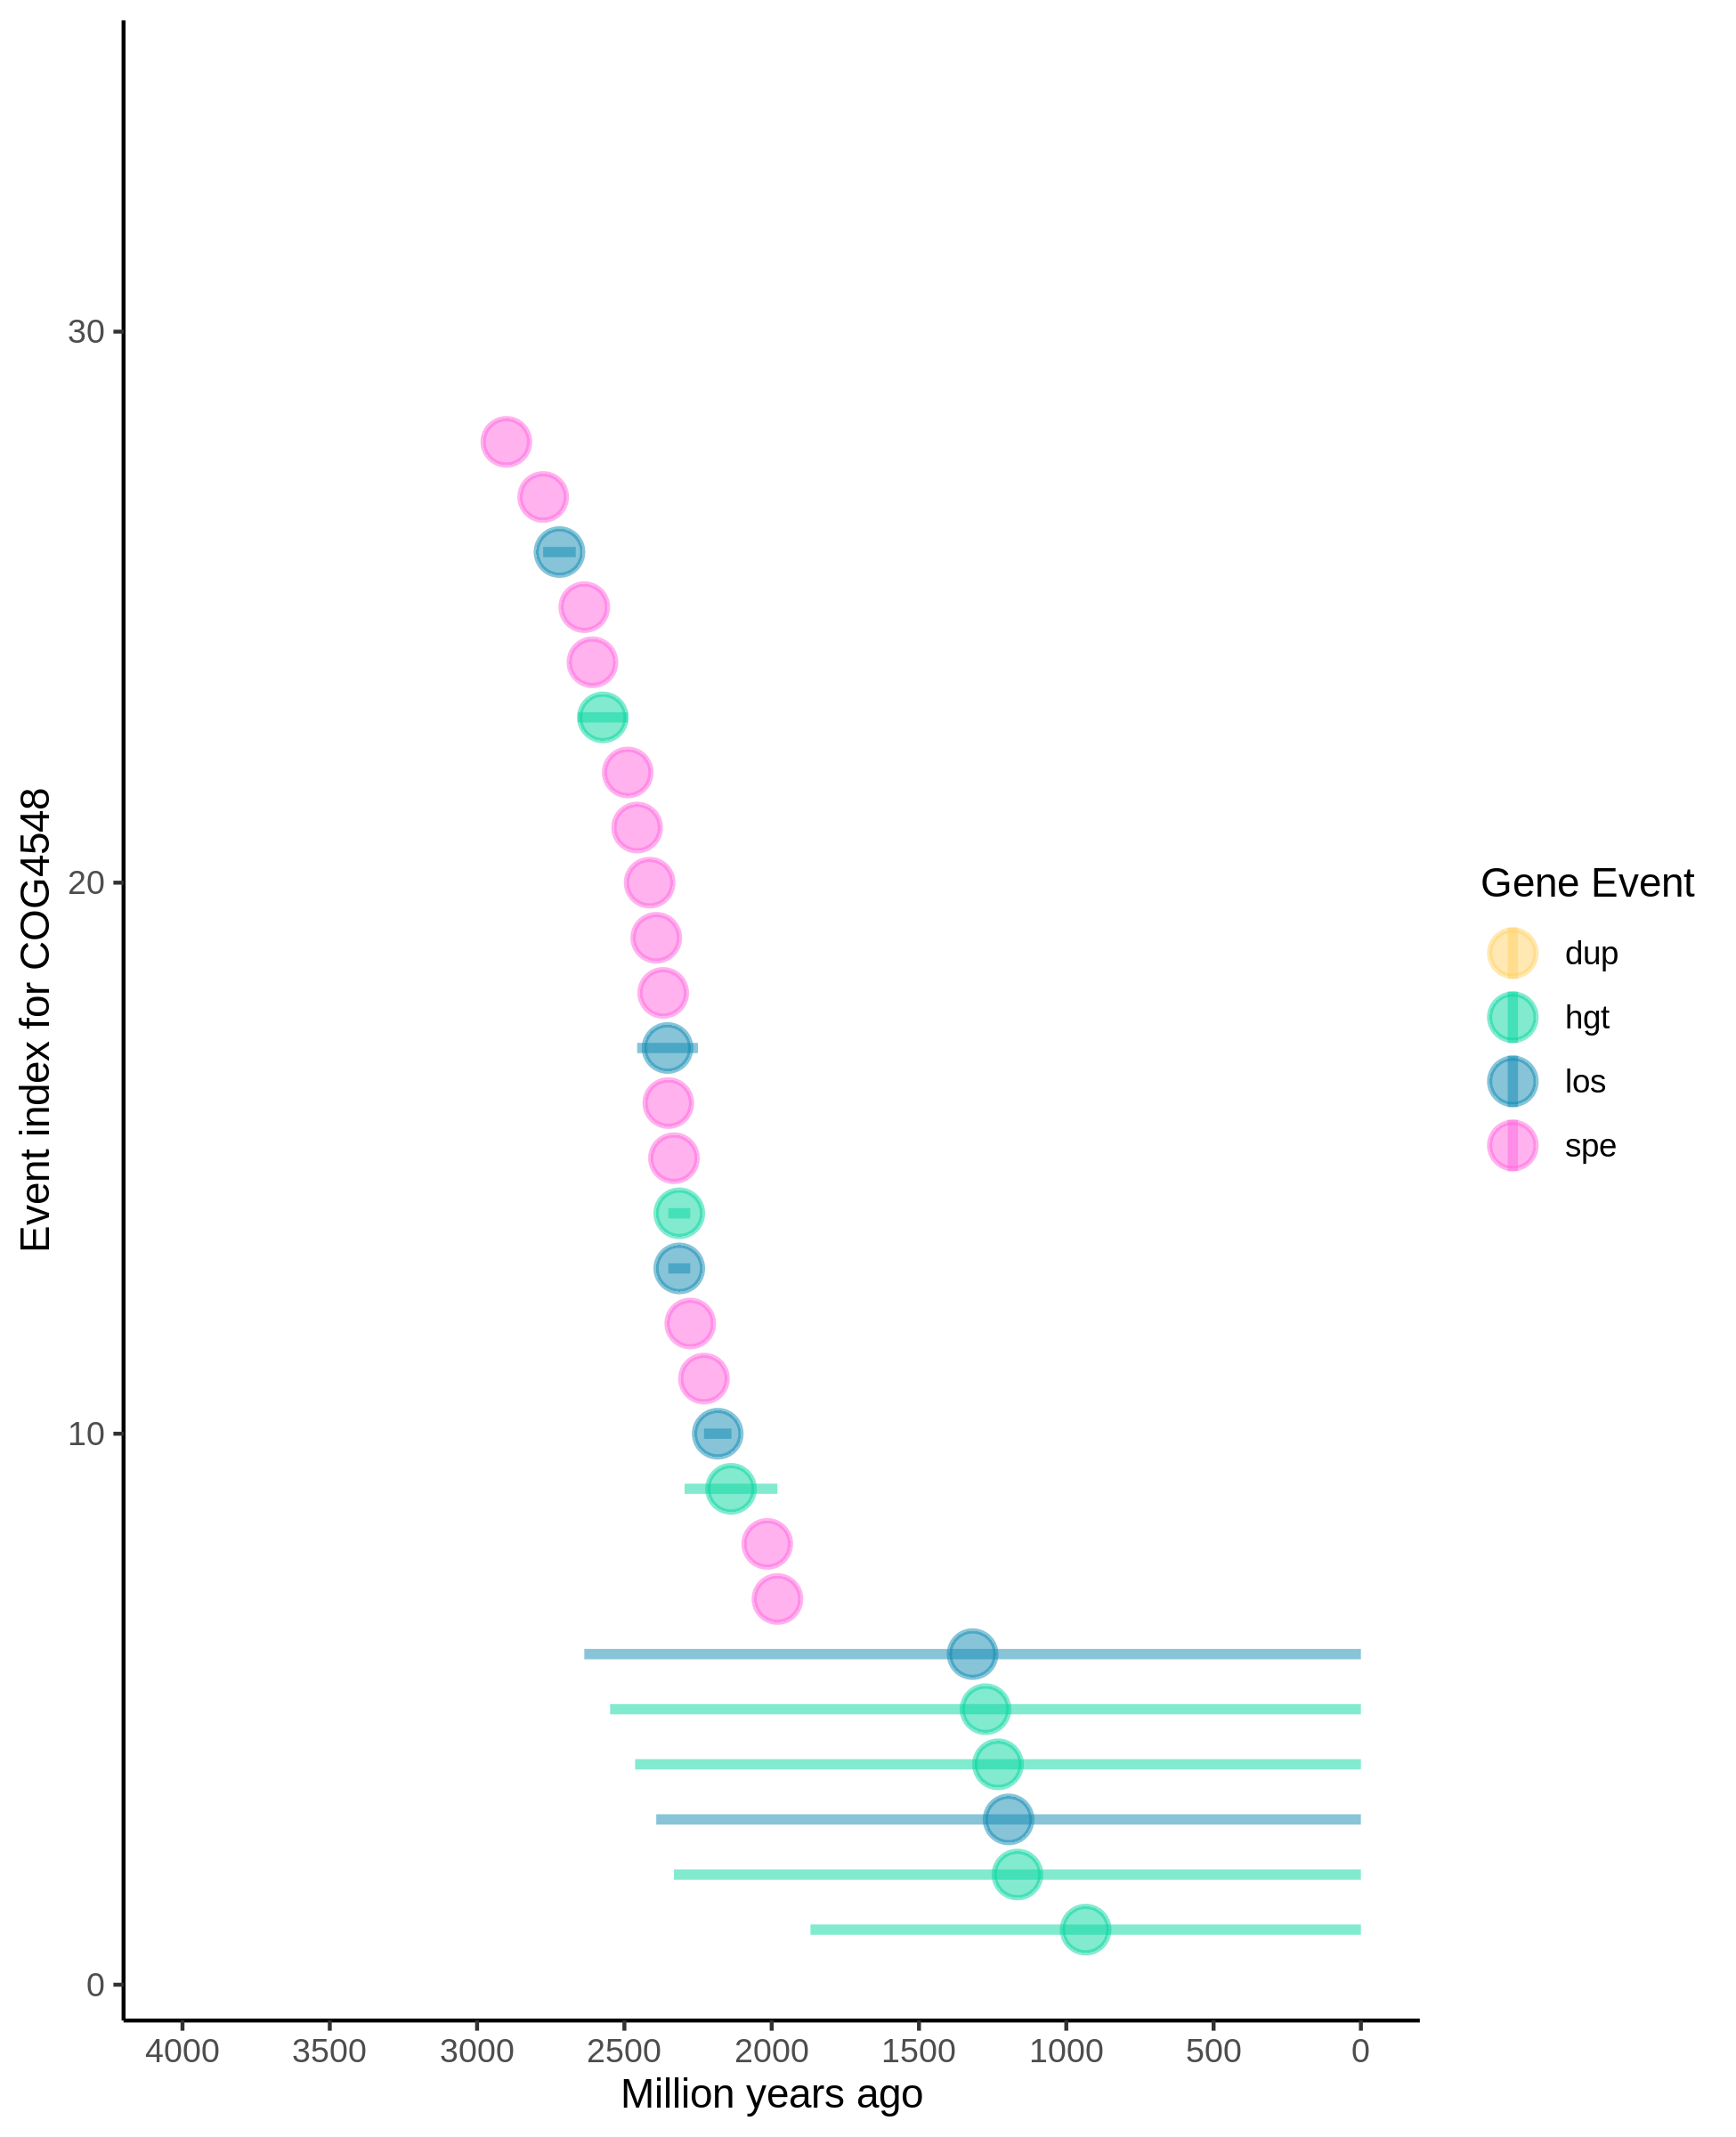 30
20
10
0
Event index for COG4548
4000 3500 3000 2500 2000 1500 1000 500 0
Million years ago
Gene Event
dup
hgt
los
spe